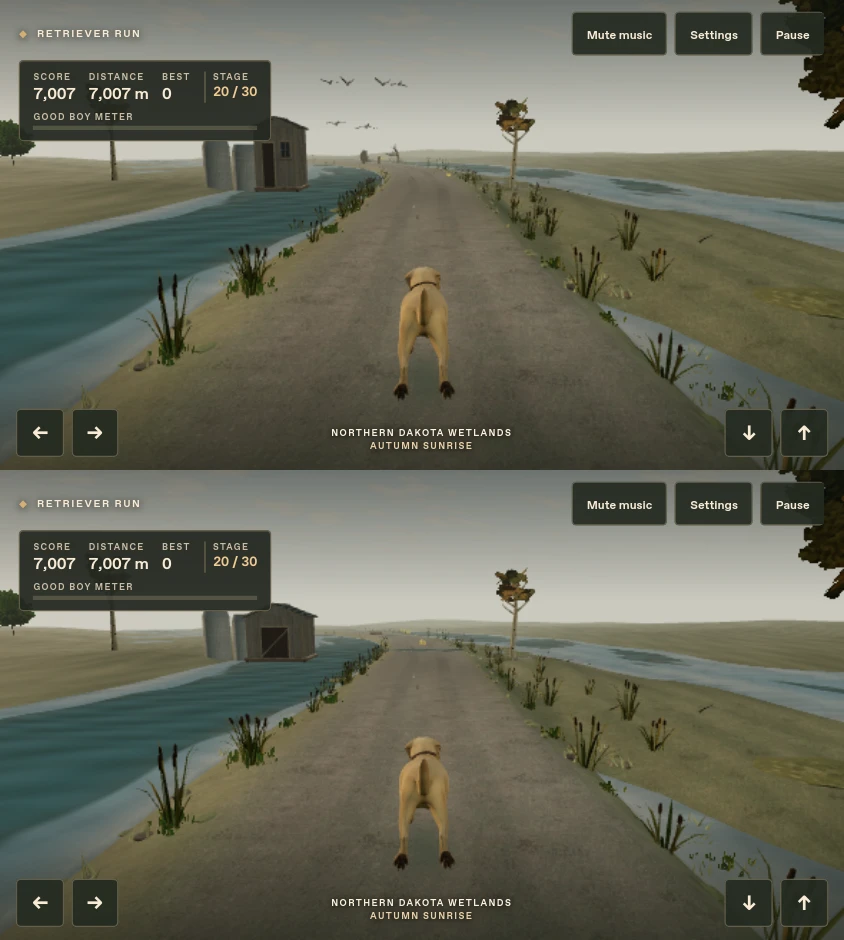 RETRIEVER RUN
Mute music Settings Pause
SCORE DISTANCE BEST STAGE
7,007 7,007 m 0 20 / 30
GOOD BOY METER
← → ↓ ↑
NORTHERN DAKOTA WETLANDS
AUTUMN SUNRISE
RETRIEVER RUN
Mute music Settings Pause
SCORE DISTANCE BEST STAGE
7,007 7,007 m 0 20 / 30
GOOD BOY METER
← → ↓ ↑
NORTHERN DAKOTA WETLANDS
AUTUMN SUNRISE